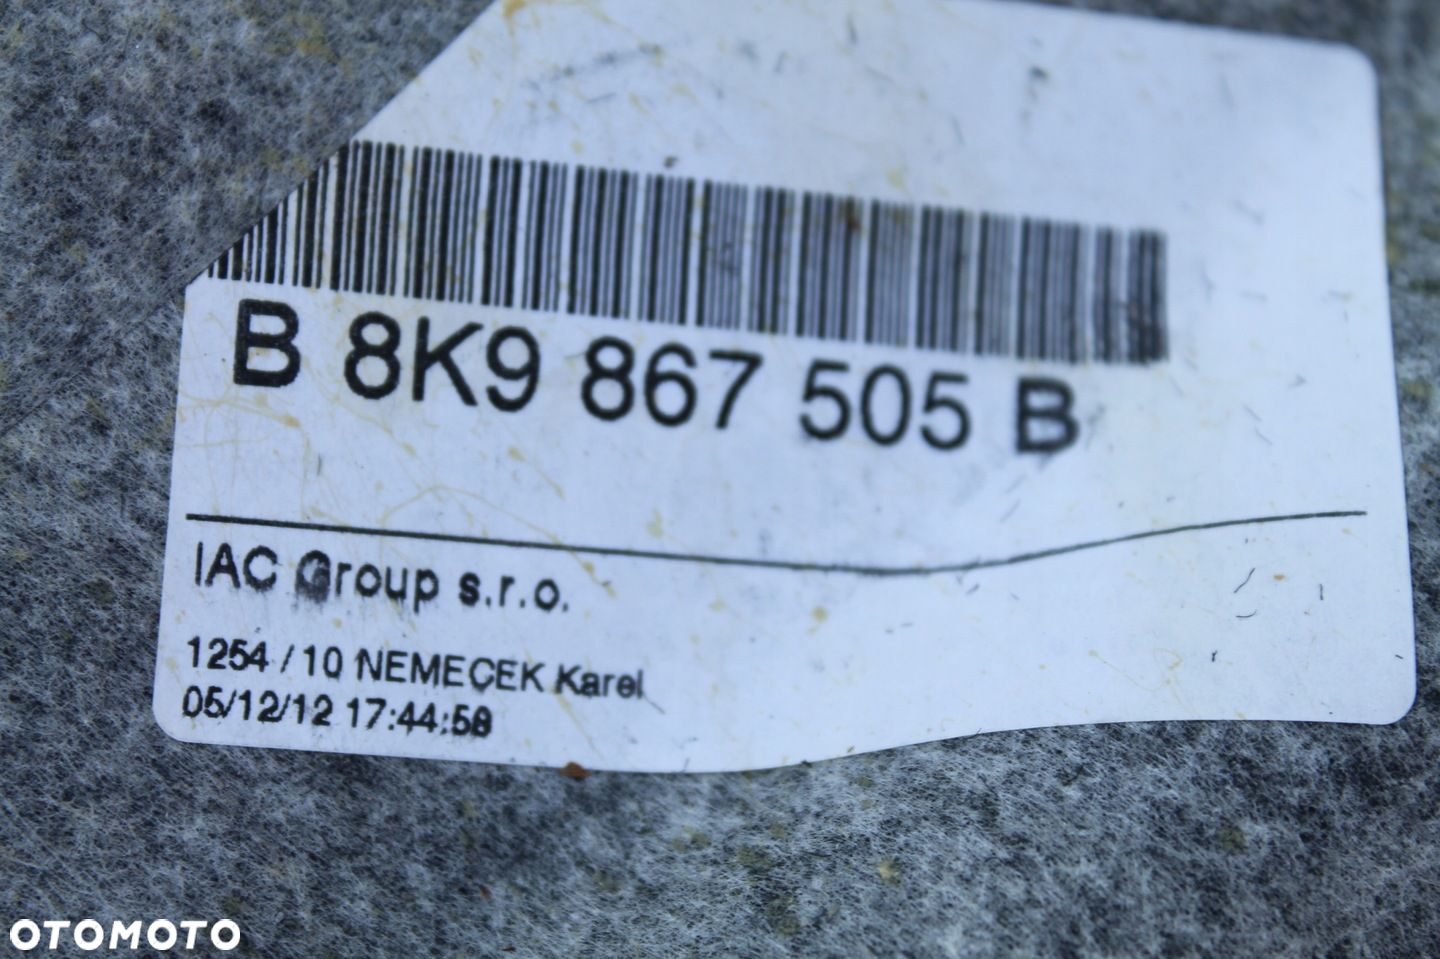 B 8K9 867 505 B
IAC Group s.r.o.
1254 / 10 NEMECEK Karel
05/12/12 17:44:58
OTOMOTO